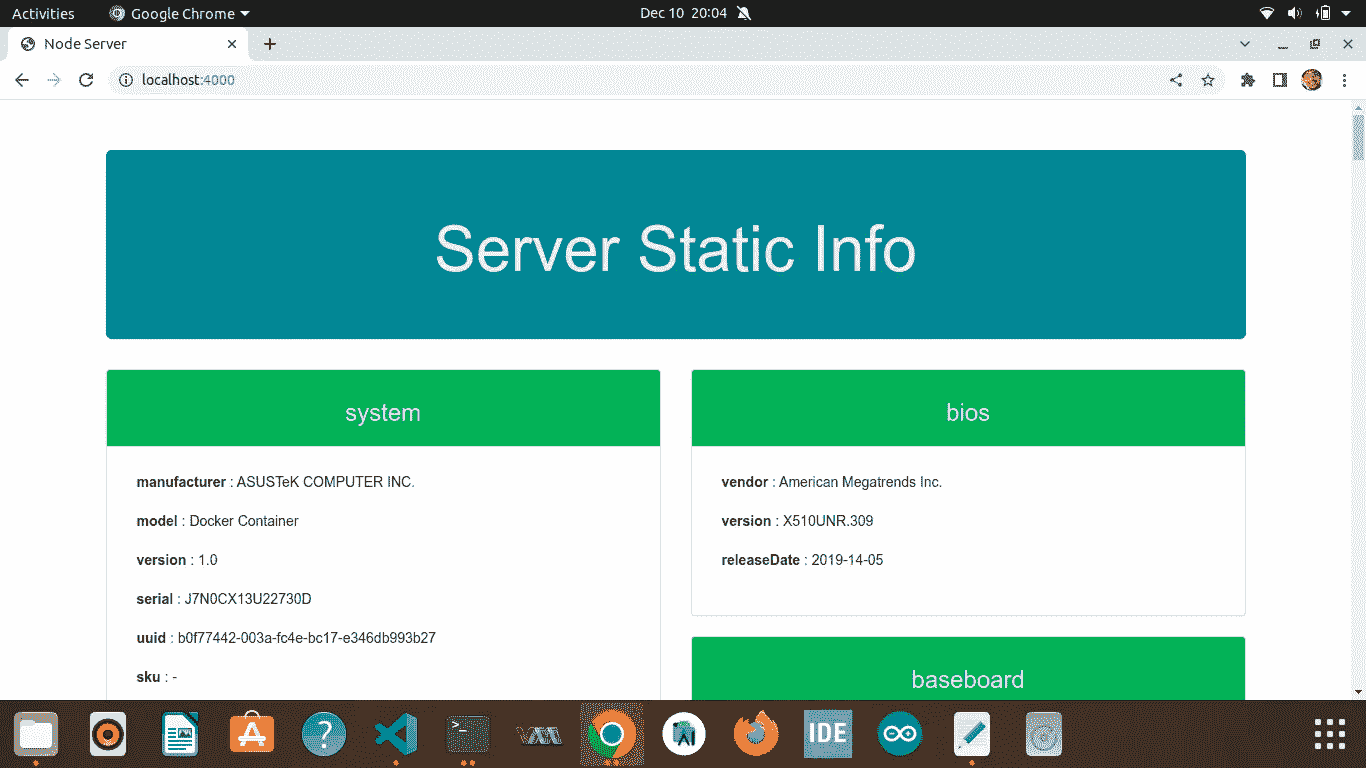 Activities Google Chrome Dec 10 20:04
Node Server
localhost:4000
Server Static Info
system
manufacturer : ASUSTeK COMPUTER INC.
model : Docker Container
version : 1.0
serial : J7N0CX13U22730D
uuid : b0f77442-003a-fc4e-bc17-e346db993b27
sku : -
bios
vendor : American Megatrends Inc.
version : X510UNR.309
releaseDate : 2019-14-05
baseboard
IDE